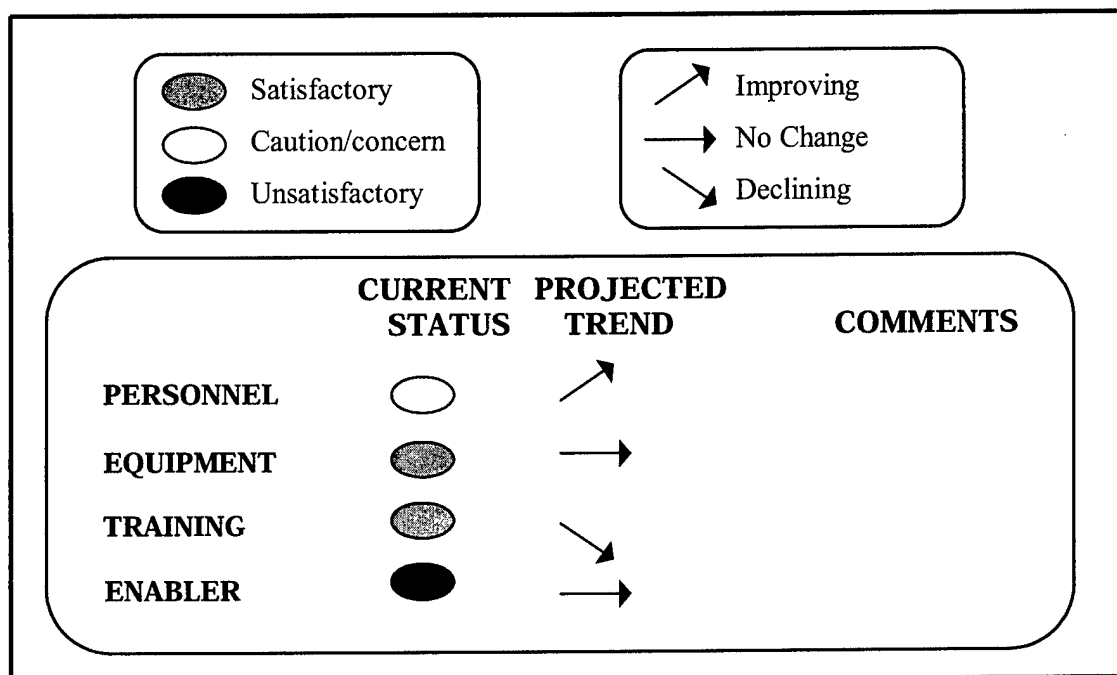 Satisfactory
Caution/concern
Unsatisfactory
Improving
No Change
Declining
CURRENT PROJECTED
STATUS TREND COMMENTS
PERSONNEL
EQUIPMENT
TRAINING
ENABLER